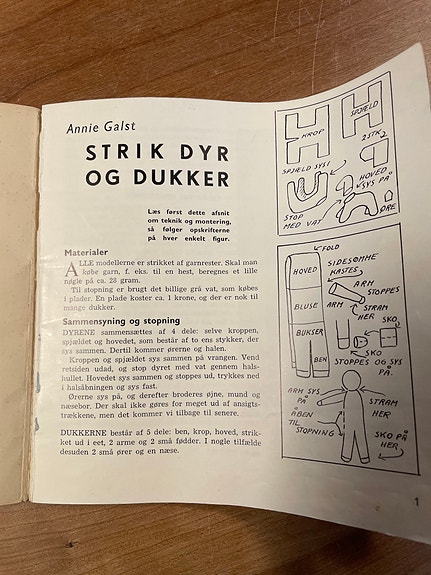 Annie Galst
STRIK DYR
OG DUKKER
Læs først dette afsnit
om teknik og montering,
så følger opskrifterne
på hver enkelt figur.
Materialer
ALLE modellerne er strikket af garnrester. Skal man
købe garn, f. eks. til en hest, beregnes et lille
nøgle på ca. 28 gram.
Til stopning er brugt det billige grå vat, som købes
i plader. En plade koster ca. 1 krone, og der er nok til
mange dukker.
Sammensyning og stopning
DYRENE sammensættes af 4 dele: selve kroppen,
spjældet og hovedet, som består af to ens stykker, der
sys sammen. Dertil kommer ørerne og halen.
Kroppen og spjældet sys sammen på vrangen. Vend
retsiden udad, og stop dyret med vat gennem hals-
hullet. Hovedet sys sammen og stoppes ud, trykkes ned
i halsåbningen og sys fast.
Ørerne sys på, og derefter broderes øjne, mund og
næsebor. Der skal ikke gøres for meget ud af ansigts-
trækkene, men det kommer vi tilbage til senere.
DUKKERNE består af 5 dele: ben, krop, hoved, strik-
ket ud i eet, 2 arme og 2 små fødder. I nogle tilfælde
desuden 2 små ører og en næse.
KROP
SPJÆLD
2 STK
SPJÆLD SYS I
HOVED
SYS PÅ
STOP
MED VAT
ØRE
FOLD
HOVED
SIDESØMME
KASTES
ARM
STOPPES
BLUSE
ARM
STRAM
HER
BUKSER
SKO
SKO
STOPPES OG SYS
PÅ
BEN
ARM SYS
PÅ
STRAM
HER
ÅBEN
TIL
STOPNING
SKO PÅ
HER
1